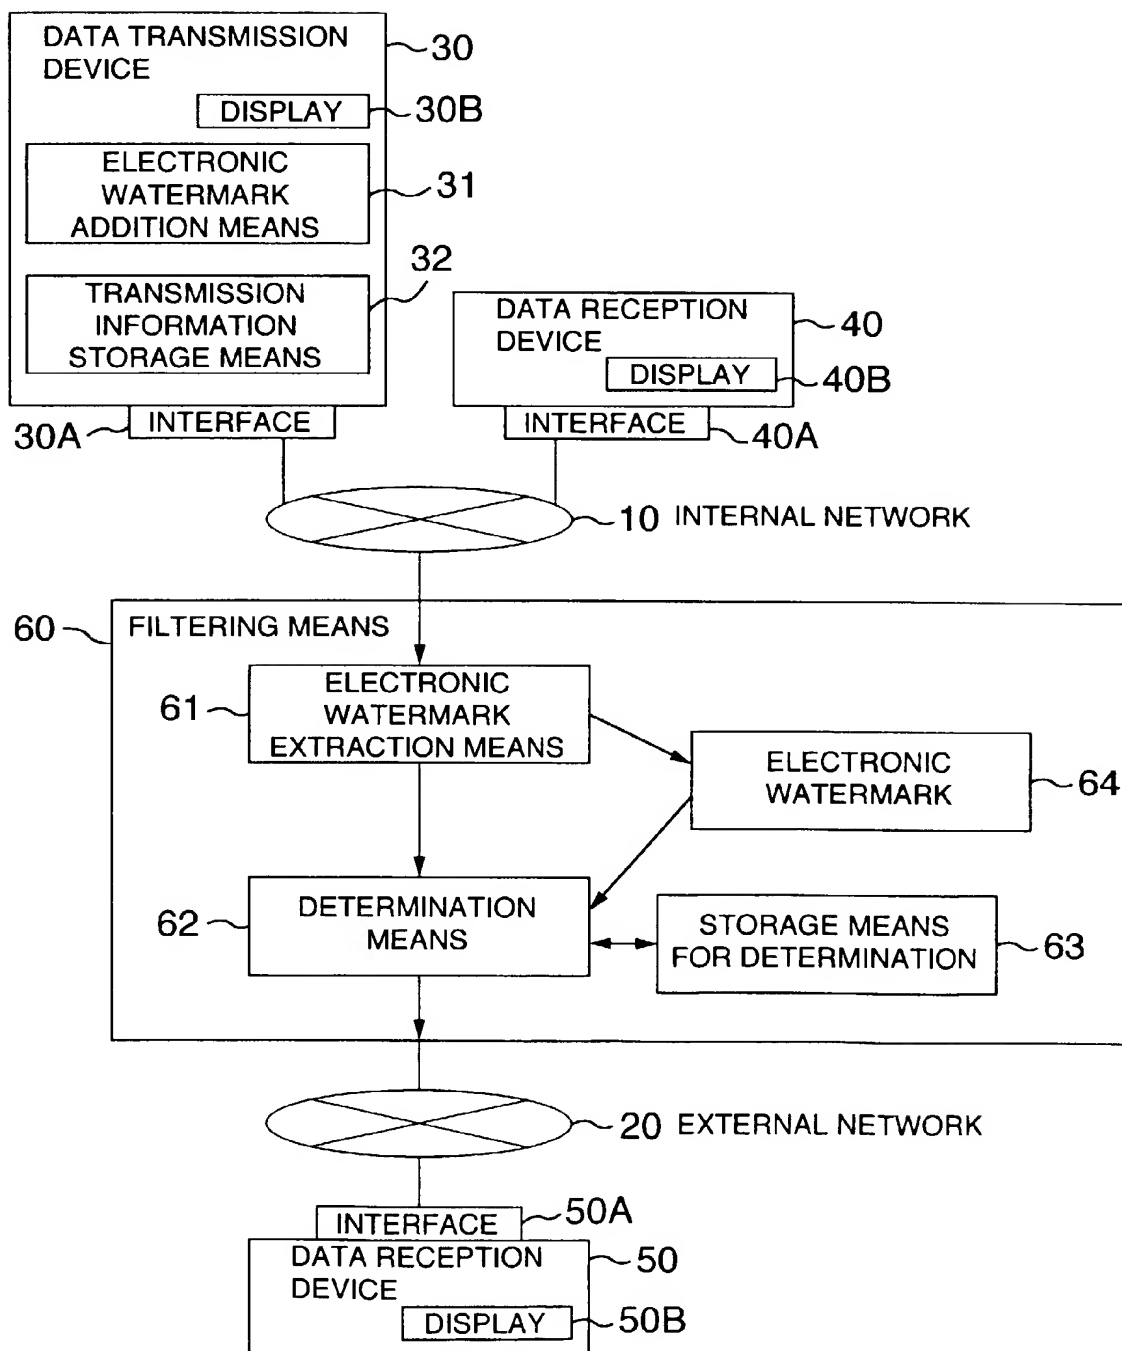 DATA TRANSMISSION
DEVICE
30
DISPLAY
30B
ELECTRONIC
WATERMARK
ADDITION MEANS
31
32
TRANSMISSION
INFORMATION
STORAGE MEANS
DATA RECEPTION
DEVICE
40
DISPLAY
40B
30A
INTERFACE
INTERFACE
40A
10 INTERNAL NETWORK
60
FILTERING MEANS
61
ELECTRONIC
WATERMARK
EXTRACTION MEANS
ELECTRONIC
WATERMARK
64
62
DETERMINATION
MEANS
STORAGE MEANS
FOR DETERMINATION
63
20 EXTERNAL NETWORK
INTERFACE
50A
DATA RECEPTION
DEVICE
50
DISPLAY
50B